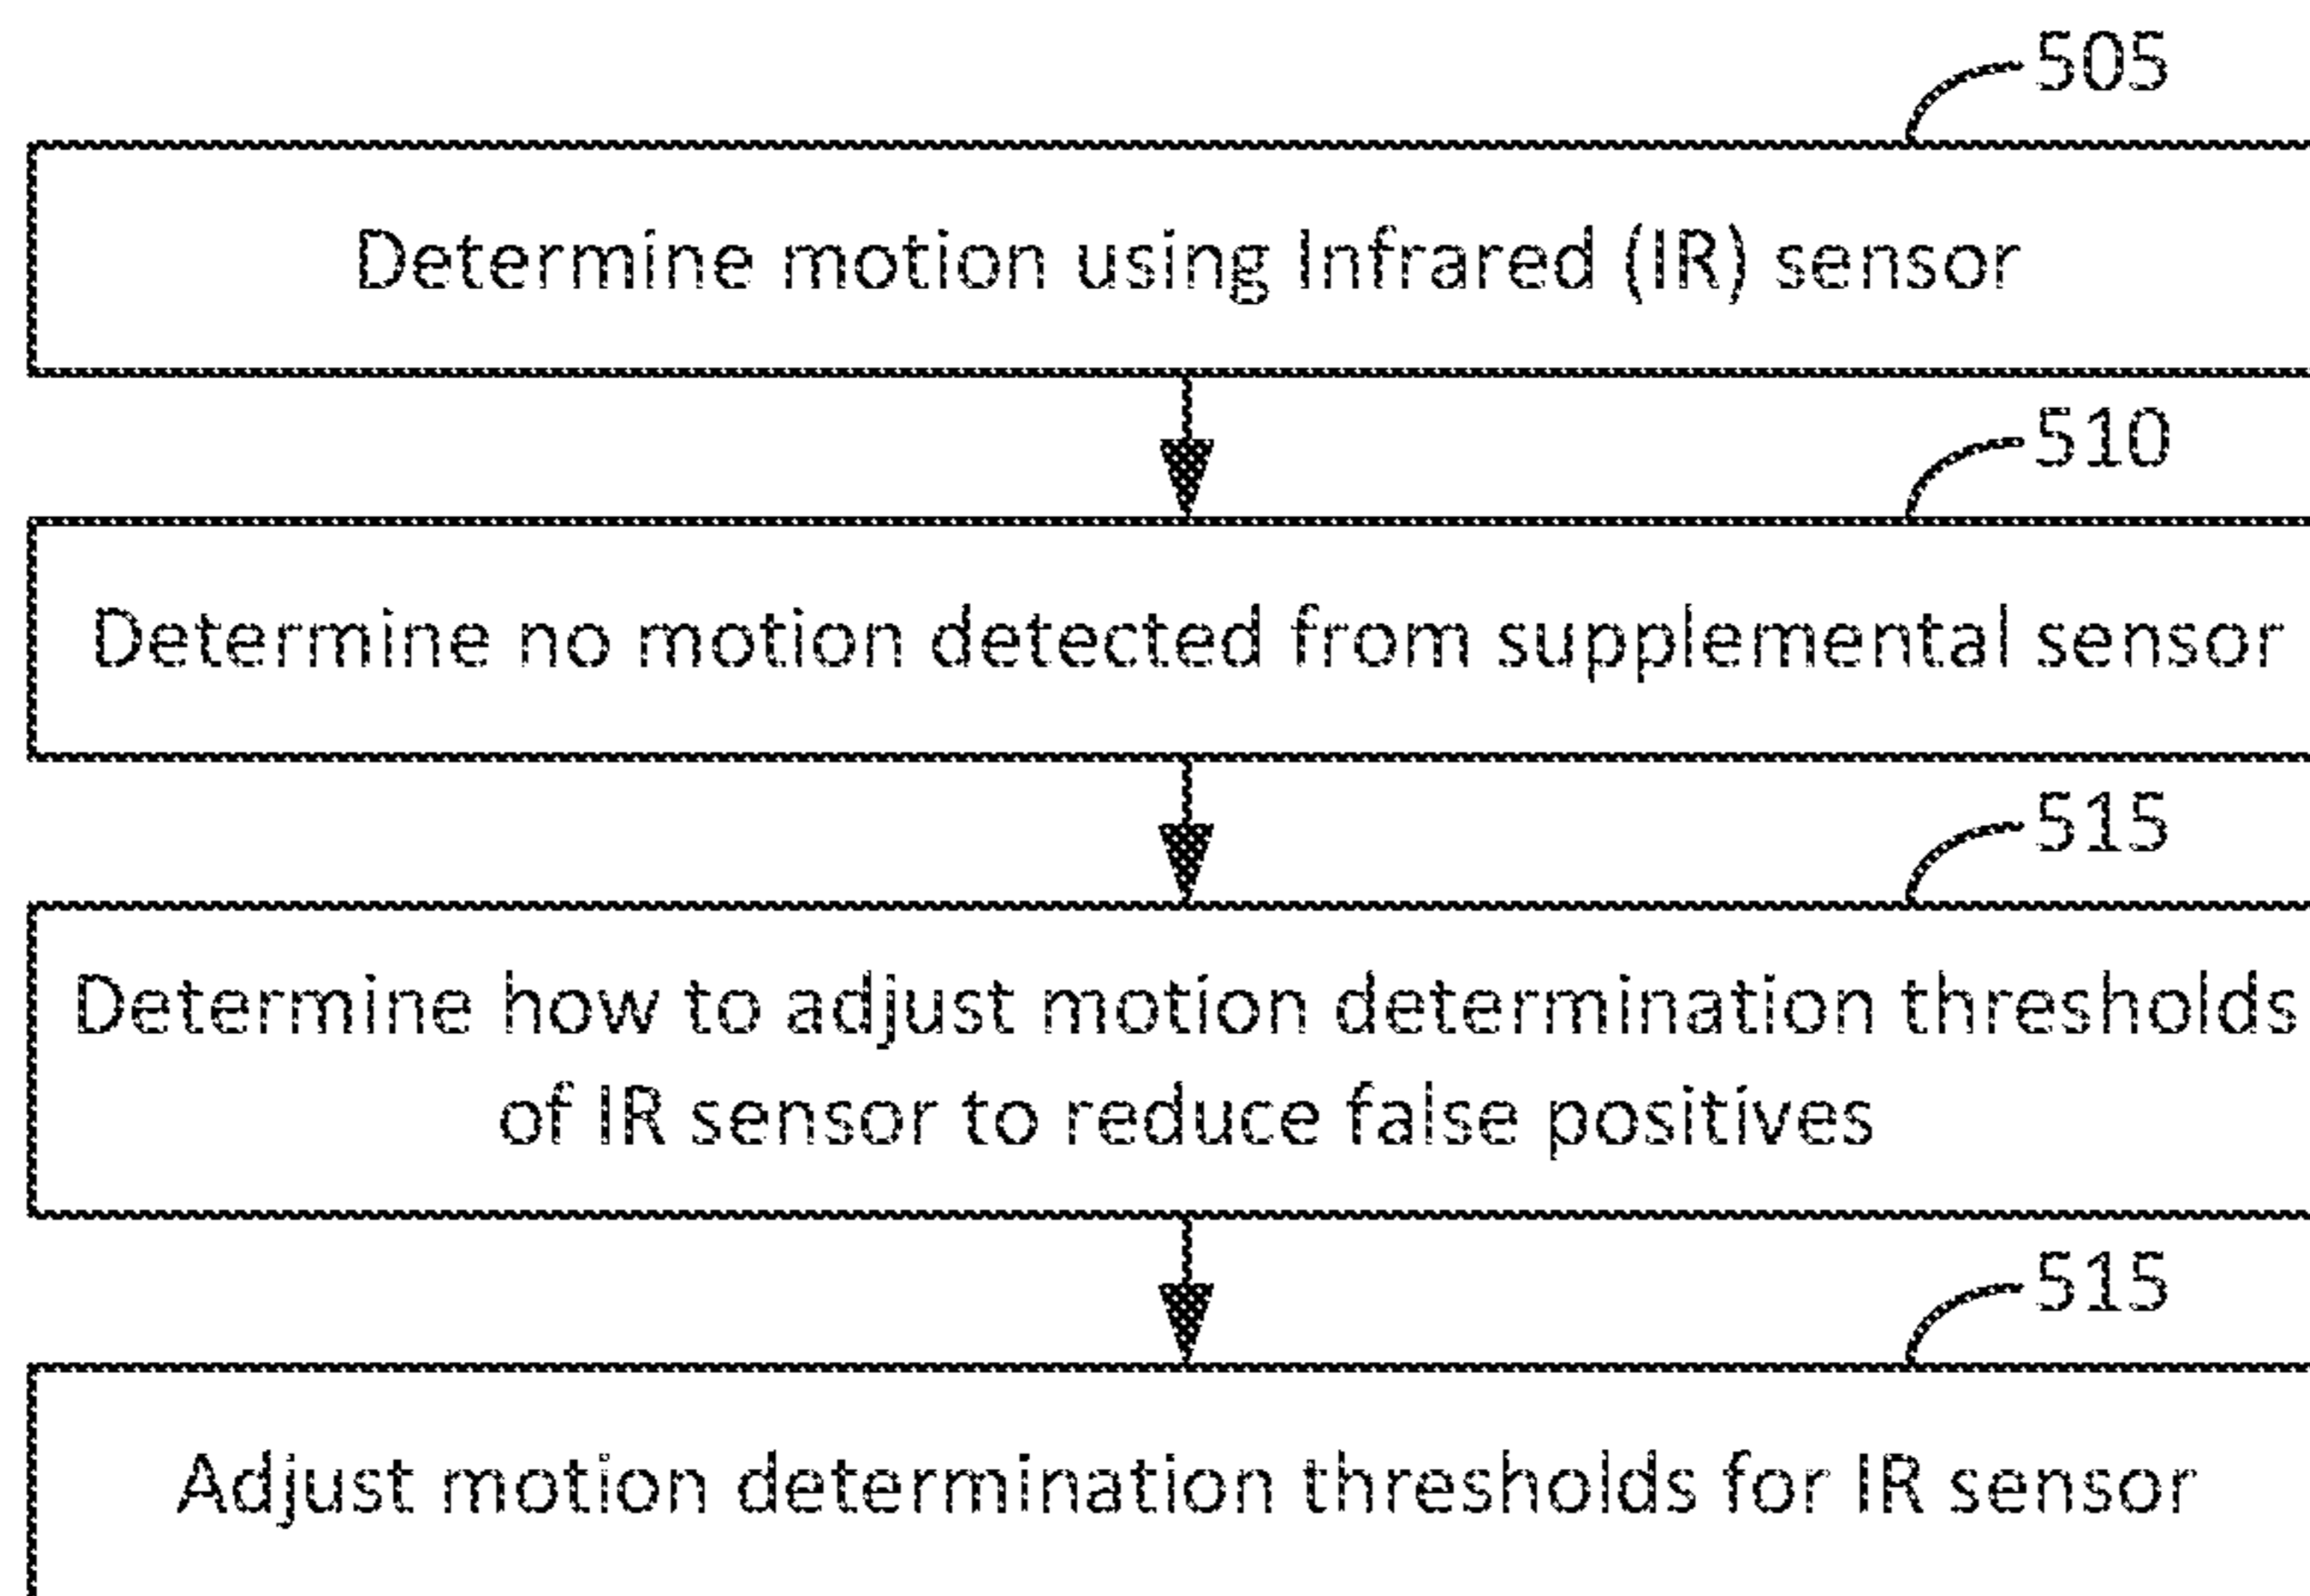 505
Determine motion using Infrared (IR) sensor
510
Determine no motion detected from supplemental sensor
515
Determine how to adjust motion determination thresholds
of IR sensor to reduce false positives
515
Adjust motion determination thresholds for IR sensor